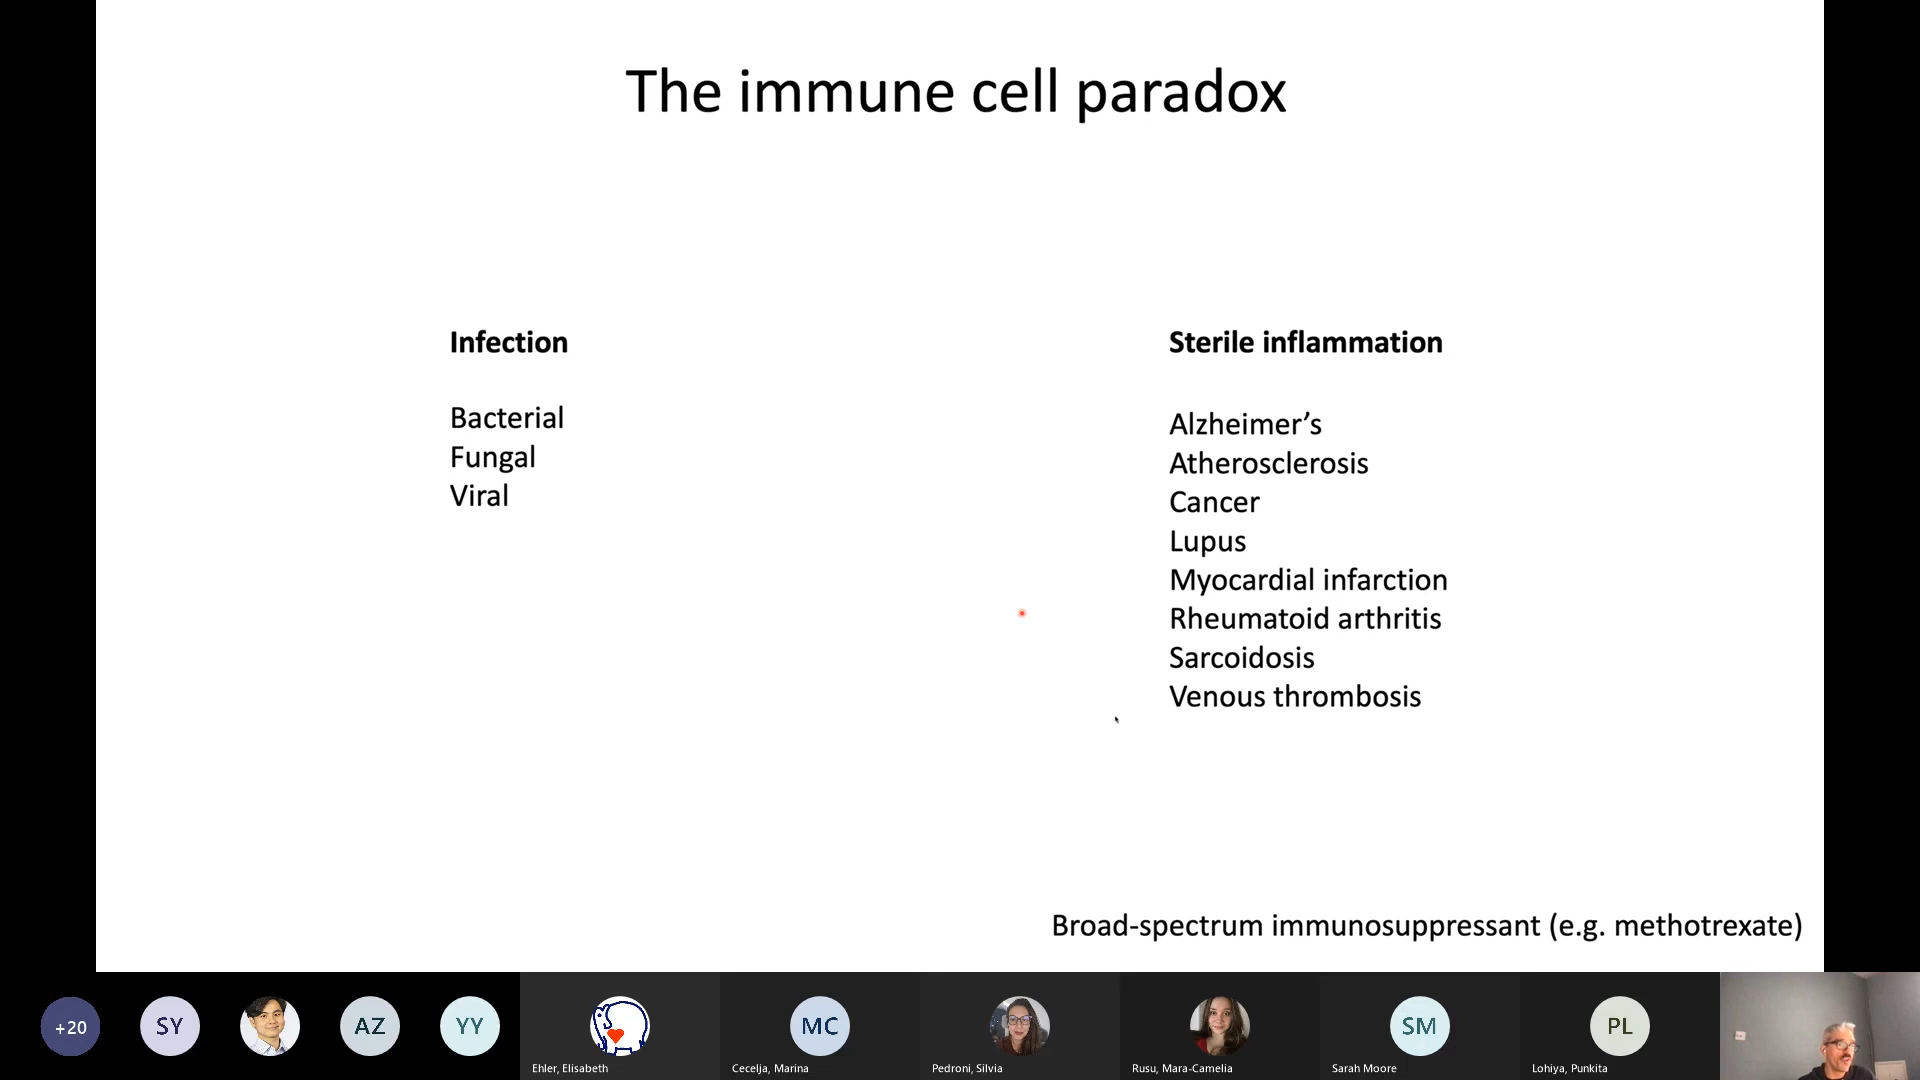 The immune cell paradox
Infection
Bacterial
Fungal
Viral
Sterile inflammation
Alzheimer’s
Atherosclerosis
Cancer
Lupus
Myocardial infarction
Rheumatoid arthritis
Sarcoidosis
Venous thrombosis
Broad-spectrum immunosuppressant (e.g. methotrexate)
+20
SY
AZ
YY
Ehler, Elisabeth
MC
Cecelja, Marina
Pedroni, Silvia
Rusu, Mara-Camelia
SM
Sarah Moore
PL
Lohiya, Punkita